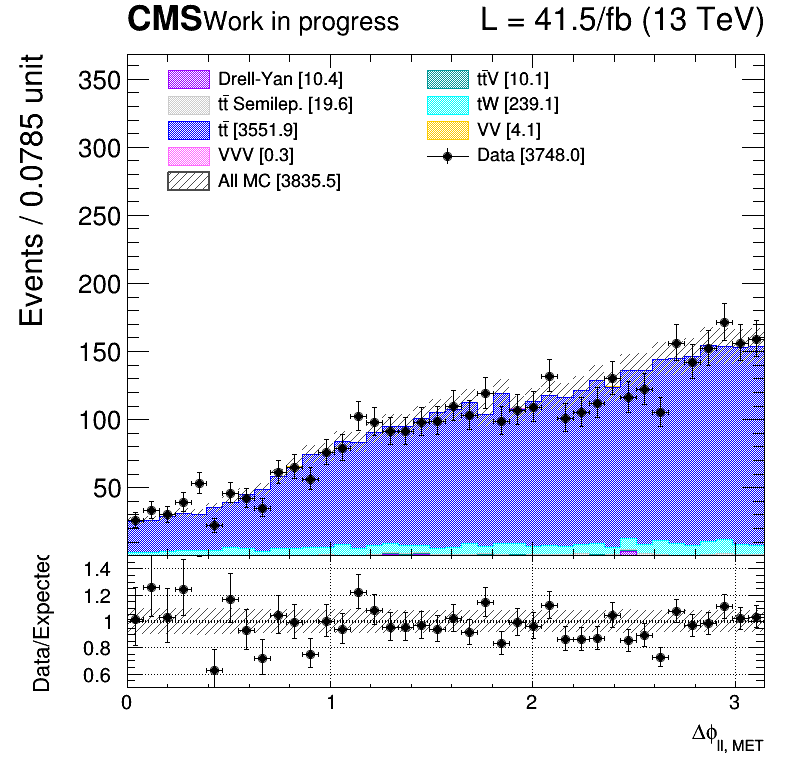 CMS Work in progress L = 41.5/fb (13 TeV)
Events / 0.0785 unit
350
300
250
200
150
100
50
Drell-Yan [10.4]
tt̄ Semilep. [19.6]
tt̄ [3551.9]
VVV [0.3]
All MC [3835.5]
tt̄V [10.1]
tW [239.1]
VV [4.1]
Data [3748.0]
Data/Expected
1.4
1.2
1
0.8
0.6
0 1 2 3
Δϕll, MET